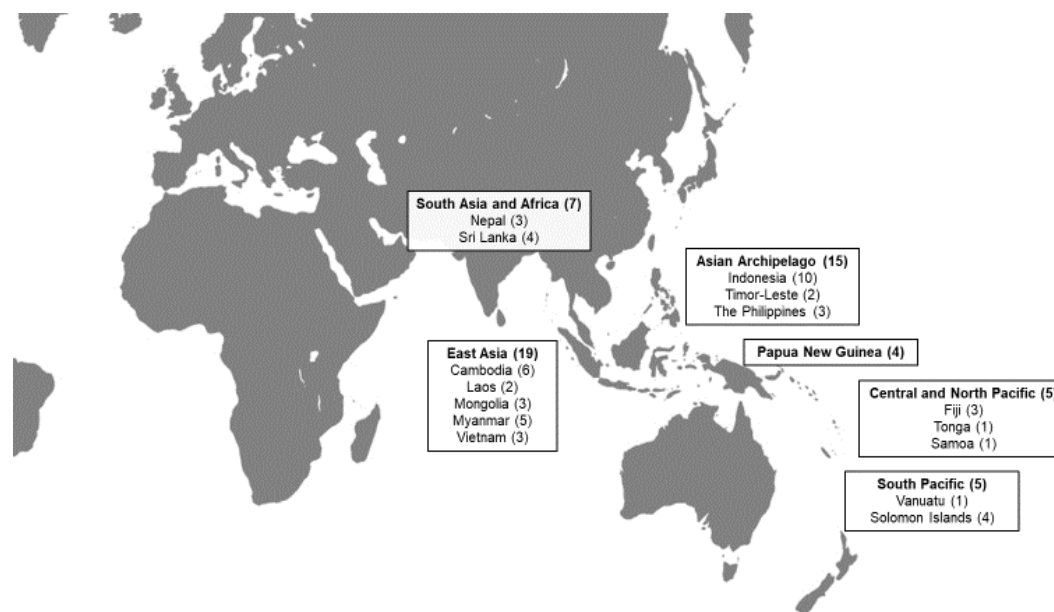 South Asia and Africa (7)
Nepal (3)
Sri Lanka (4)
Asian Archipelago (15)
Indonesia (10)
Timor-Leste (2)
The Philippines (3)
East Asia (19)
Cambodia (6)
Laos (2)
Mongolia (3)
Myanmar (5)
Vietnam (3)
Papua New Guinea (4)
Central and North Pacific (5)
Fiji (3)
Tonga (1)
Samoa (1)
South Pacific (5)
Vanuatu (1)
Solomon Islands (4)